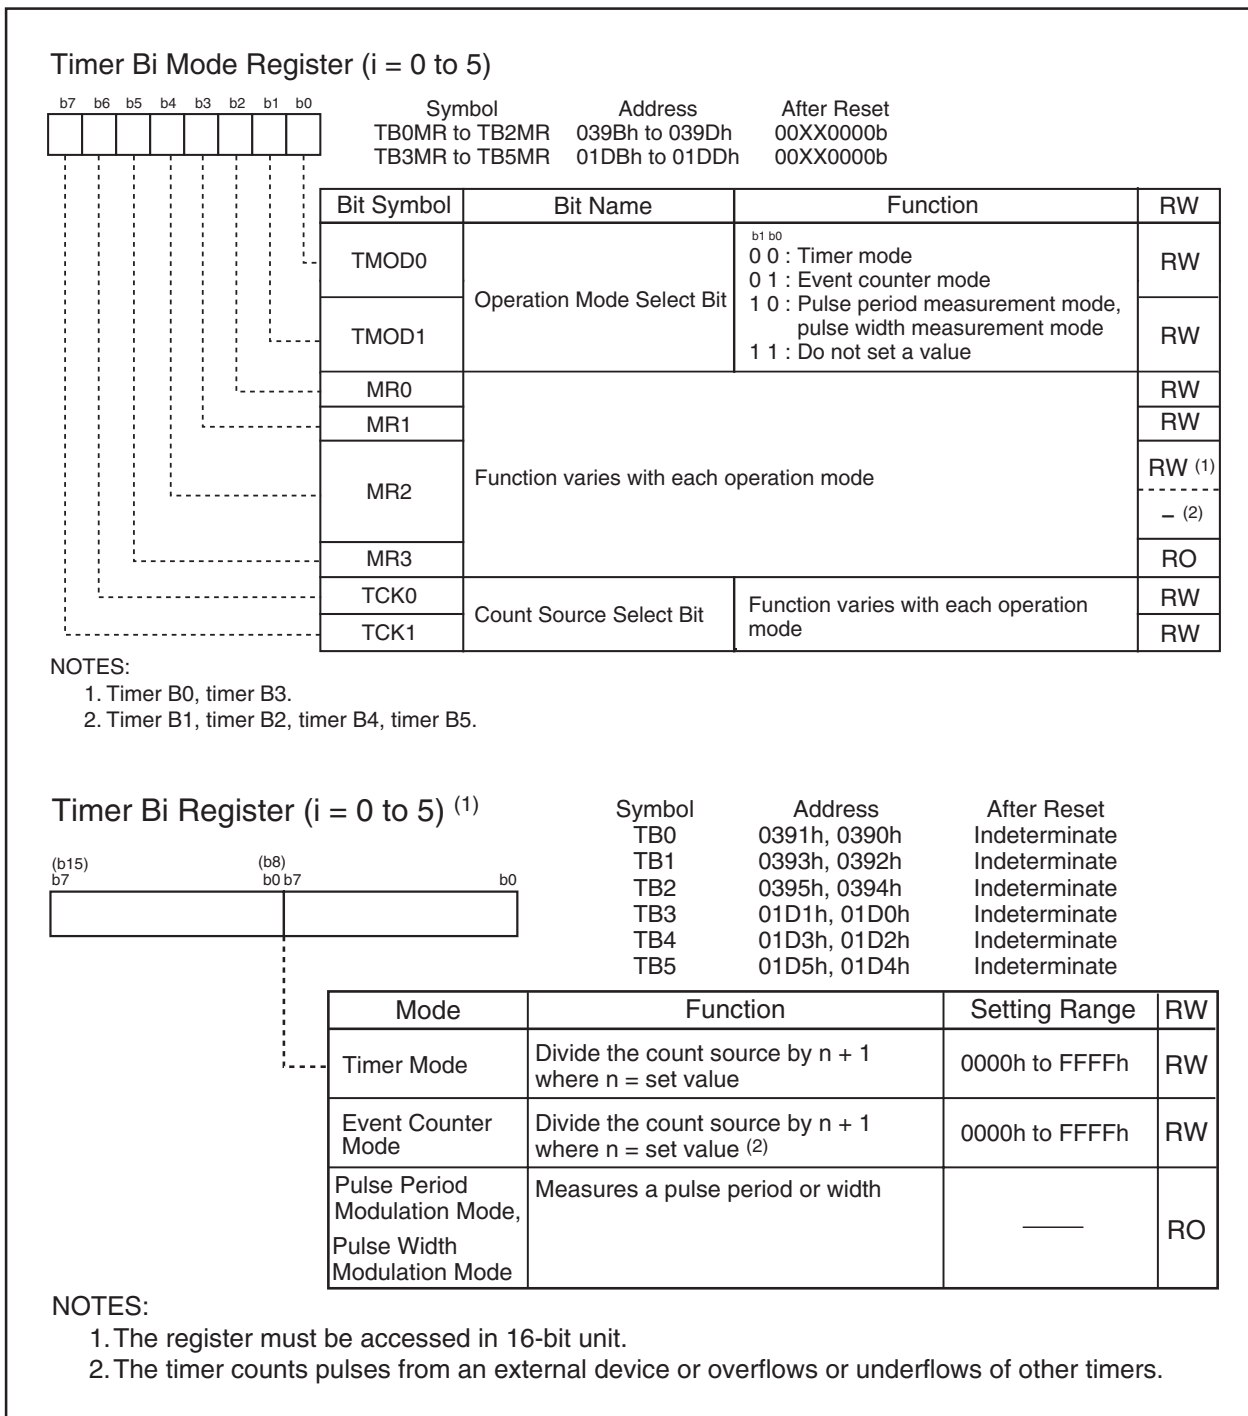 Timer Bi Mode Register (i = 0 to 5)
b7 b6 b5 b4 b3 b2 b1 b0
Symbol Address After Reset
TB0MR to TB2MR 039Bh to 039Dh 00XX0000b
TB3MR to TB5MR 01DBh to 01DDh 00XX0000b
Bit Symbol Bit Name Function RW
TMOD0 Operation Mode Select Bit b1 b0
0 0 : Timer mode RW
0 1 : Event counter mode
1 0 : Pulse period measurement mode,
pulse width measurement mode
TMOD1 1 1 : Do not set a value RW
MR0 RW
MR1 RW
MR2 Function varies with each operation mode RW (1)
– (2)
MR3 RO
TCK0 Count Source Select Bit Function varies with each operation RW
TCK1 mode RW
NOTES:
1. Timer B0, timer B3.
2. Timer B1, timer B2, timer B4, timer B5.
Timer Bi Register (i = 0 to 5) (1)
Symbol Address After Reset
TB0 0391h, 0390h Indeterminate
TB1 0393h, 0392h Indeterminate
TB2 0395h, 0394h Indeterminate
TB3 01D1h, 01D0h Indeterminate
TB4 01D3h, 01D2h Indeterminate
TB5 01D5h, 01D4h Indeterminate
(b15) (b8)
b7 b0 b7 b0
Mode Function Setting Range RW
Timer Mode Divide the count source by n + 1
where n = set value 0000h to FFFFh RW
Event Counter
Mode Divide the count source by n + 1
where n = set value (2) 0000h to FFFFh RW
Pulse Period
Modulation Mode,
Pulse Width
Modulation Mode Measures a pulse period or width —— RO
NOTES:
1. The register must be accessed in 16-bit unit.
2. The timer counts pulses from an external device or overflows or underflows of other timers.